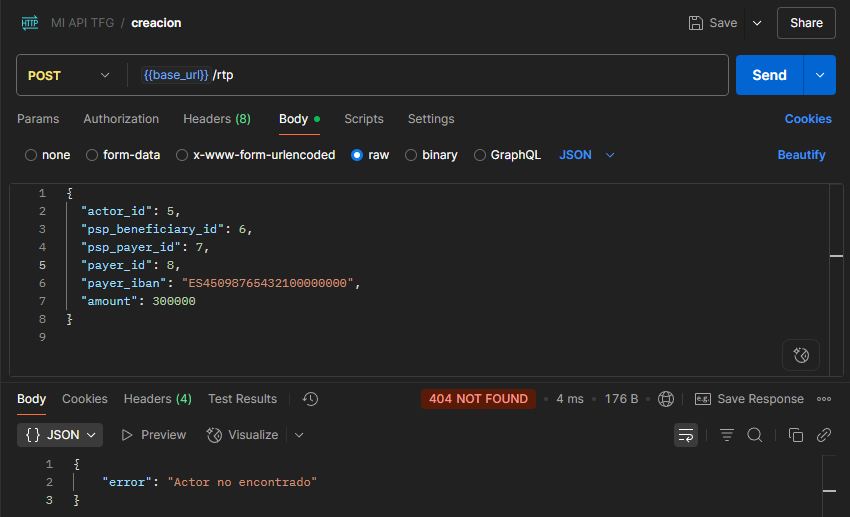 HTTP MI API TFG / creacion Save Share
POST {{base_url}} /rtp Send
Params Authorization Headers (8) Body Scripts Settings Cookies
none form-data x-www-form-urlencoded raw binary GraphQL JSON Beautify
1 {
2 "actor_id": 5,
3 "psp_beneficiary_id": 6,
4 "psp_payer_id": 7,
5 "payer_id": 8,
6 "payer_iban": "ES45098765432100000000",
7 "amount": 300000
8 }
9
Body Cookies Headers (4) Test Results 404 NOT FOUND 4 ms 176 B e.g. Save Response
{} JSON Preview Visualize
1 {
2 "error": "Actor no encontrado"
3 }